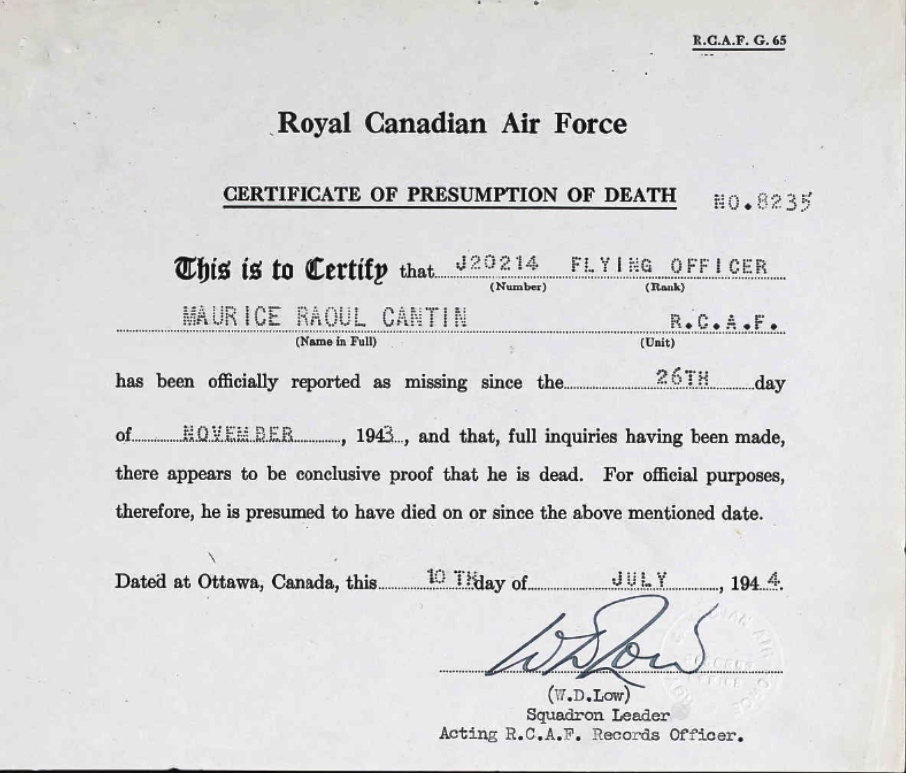 R.C.A.F. G. 65
Royal Canadian Air Force
CERTIFICATE OF PRESUMPTION OF DEATH NO.8235
This is to Certify that J20214 FLYING OFFICER
(Number) (Rank)
MAURICE RAOUL CANTIN R.C.A.F.
(Name in Full) (Unit)
has been officially reported as missing since the 26TH day
of NOVEMBER, 1943, and that, full inquiries having been made,
there appears to be conclusive proof that he is dead. For official purposes,
therefore, he is presumed to have died on or since the above mentioned date.
Dated at Ottawa, Canada, this 10 TH day of JULY, 1944.
WDLow
(W.D.Low)
Squadron Leader
Acting R.C.A.F. Records Officer.